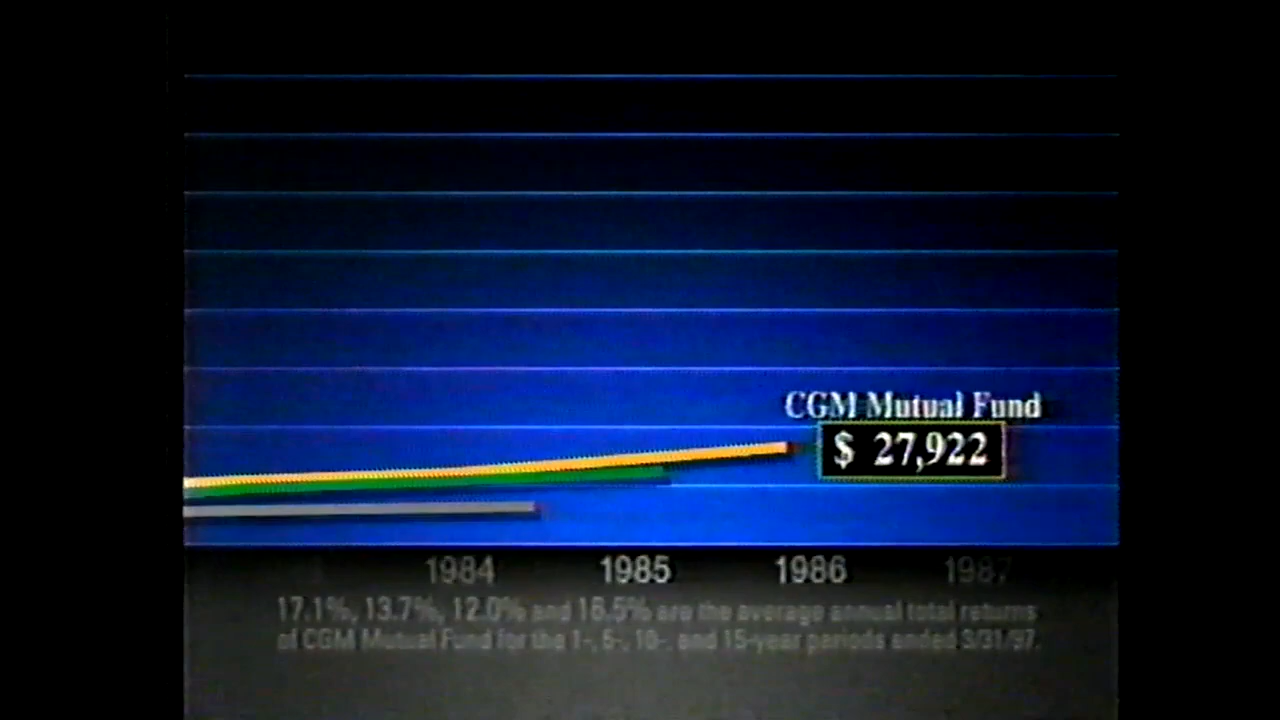 CGM Mutual Fund
$ 27,922
1984 1985 1986 1987
17.1%, 13.7%, 12.0% and 16.5% are the average annual total returns
of CGM Mutual Fund for the 1-, 5-, 10-, and 15-year periods ended 3/31/97.